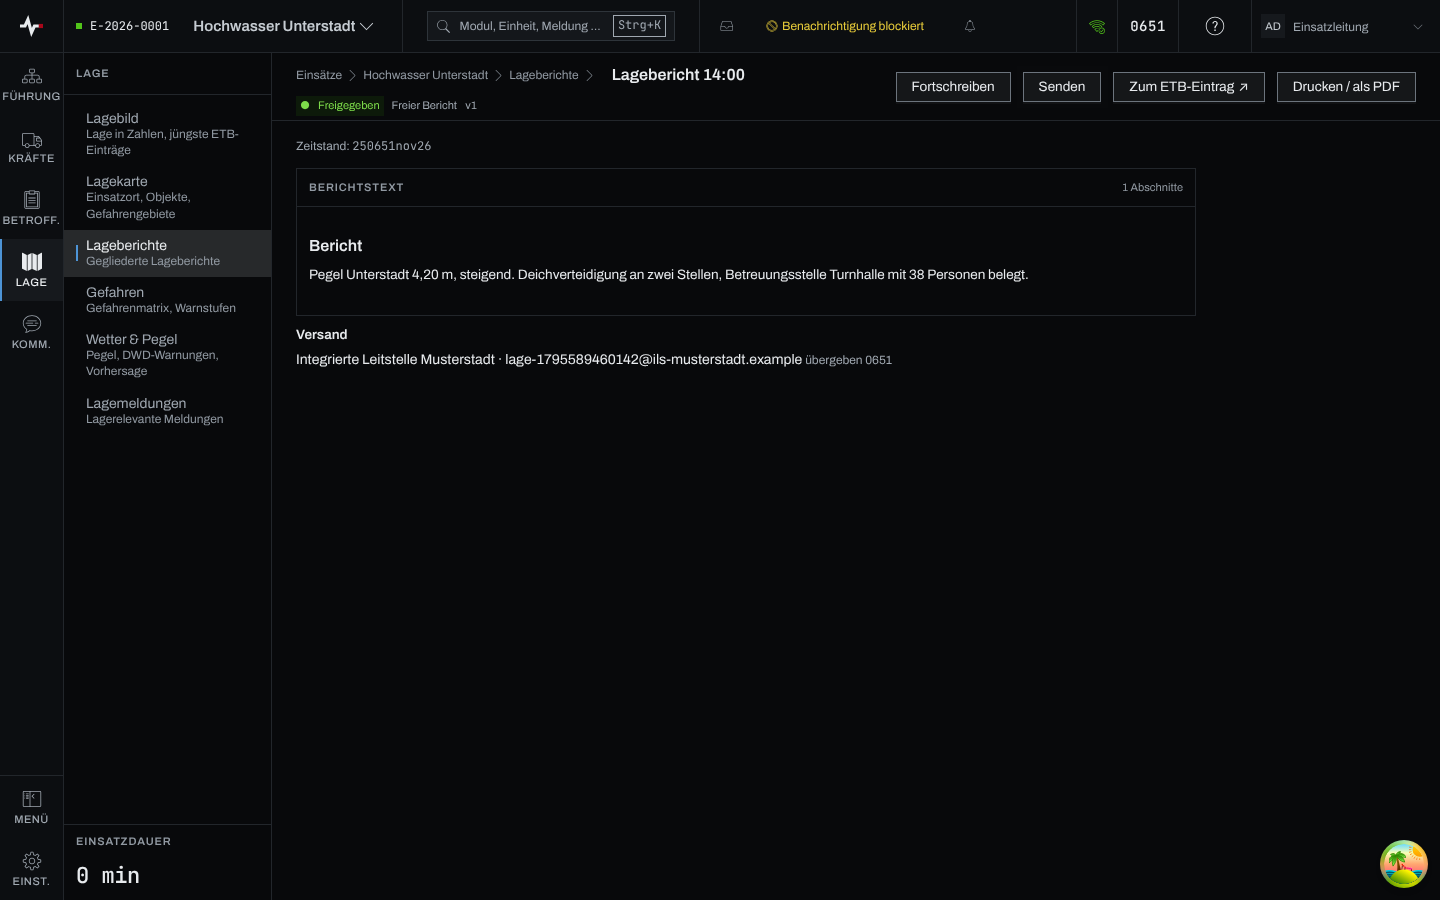 E-2026-0001
Hochwasser Unterstadt
Modul, Einheit, Meldung ...
Strg+K
Benachrichtigung blockiert
0651
?
AD
Einsatzleitung
FÜHRUNG
KRÄFTE
BETROFF.
LAGE
KOMM.
MENÜ
EINST.
LAGE
Lagebild
Lage in Zahlen, jüngste ETB-
Einträge
Lagekarte
Einsatzort, Objekte,
Gefahrengebiete
Lageberichte
Gegliederte Lageberichte
Gefahren
Gefahrenmatrix, Warnstufen
Wetter & Pegel
Pegel, DWD-Warnungen,
Vorhersage
Lagemeldungen
Lagerelevante Meldungen
EINSATZDAUER
0 min
Einsätze
Hochwasser Unterstadt
Lageberichte
Lagebericht 14:00
Freigegeben
Freier Bericht
v1
Fortschreiben
Senden
Zum ETB-Eintrag ↗
Drucken / als PDF
Zeitstand: 250651nov26
BERICHTSTEXT
1 Abschnitte
Bericht
Pegel Unterstadt 4,20 m, steigend. Deichverteidigung an zwei Stellen, Betreuungsstelle Turnhalle mit 38 Personen belegt.
Versand
Integrierte Leitstelle Musterstadt · lage-1795589460142@ils-musterstadt.example übergeben 0651